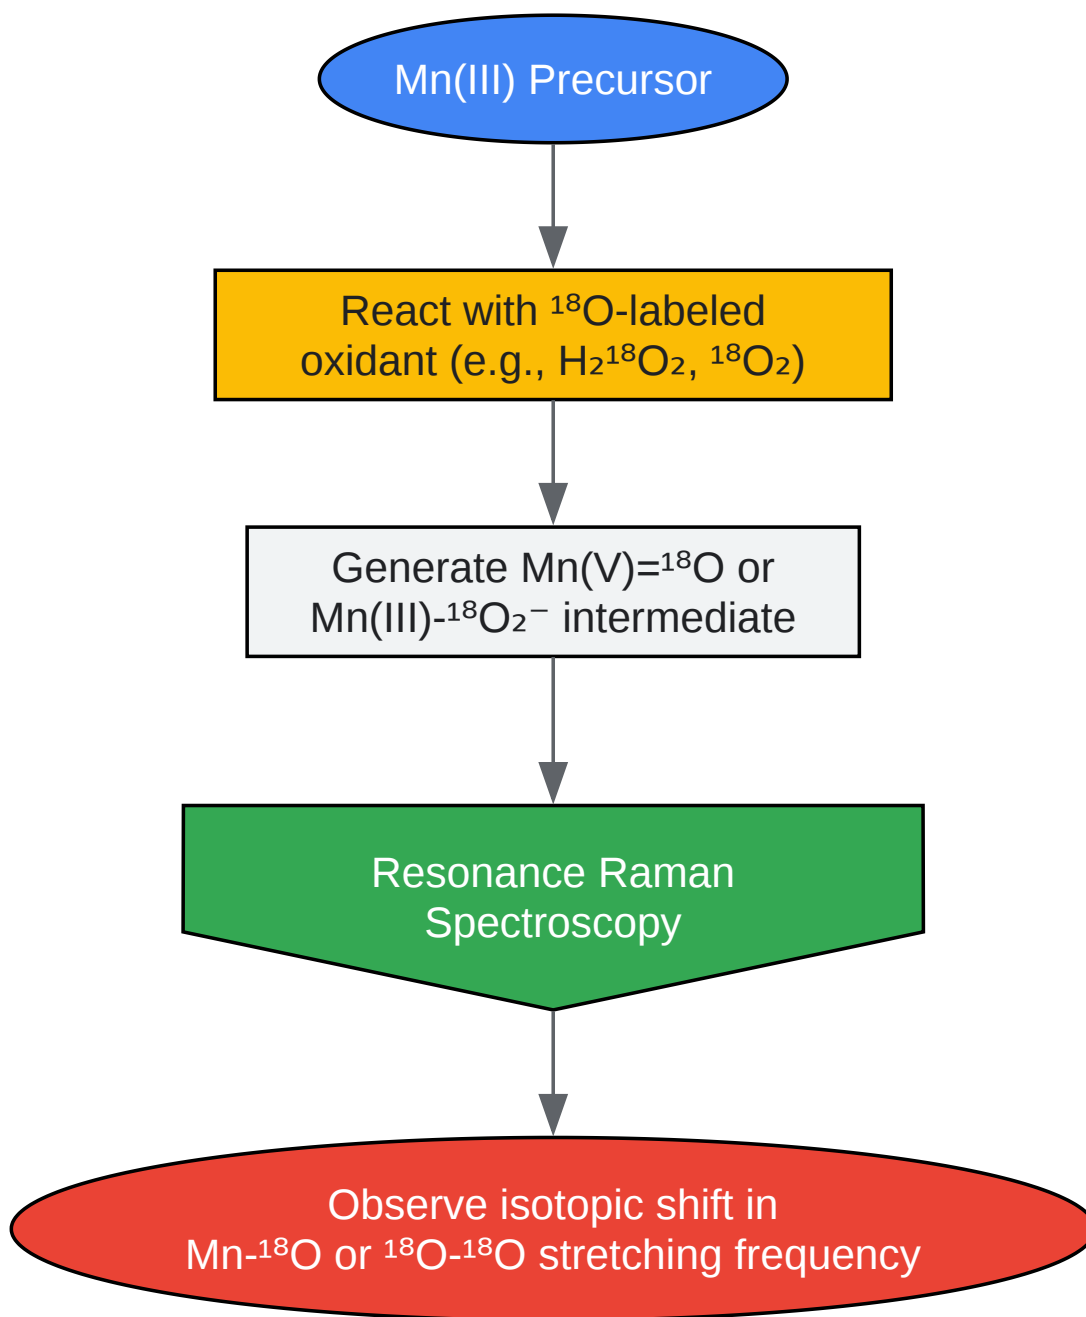 Mn(III) Precursor
React with ¹⁸O-labeled
oxidant (e.g., H₂¹⁸O₂, ¹⁸O₂)
Generate Mn(V)=¹⁸O or
Mn(III)-¹⁸O₂⁻ intermediate
Resonance Raman
Spectroscopy
Observe isotopic shift in
Mn-¹⁸O or ¹⁸O-¹⁸O stretching frequency